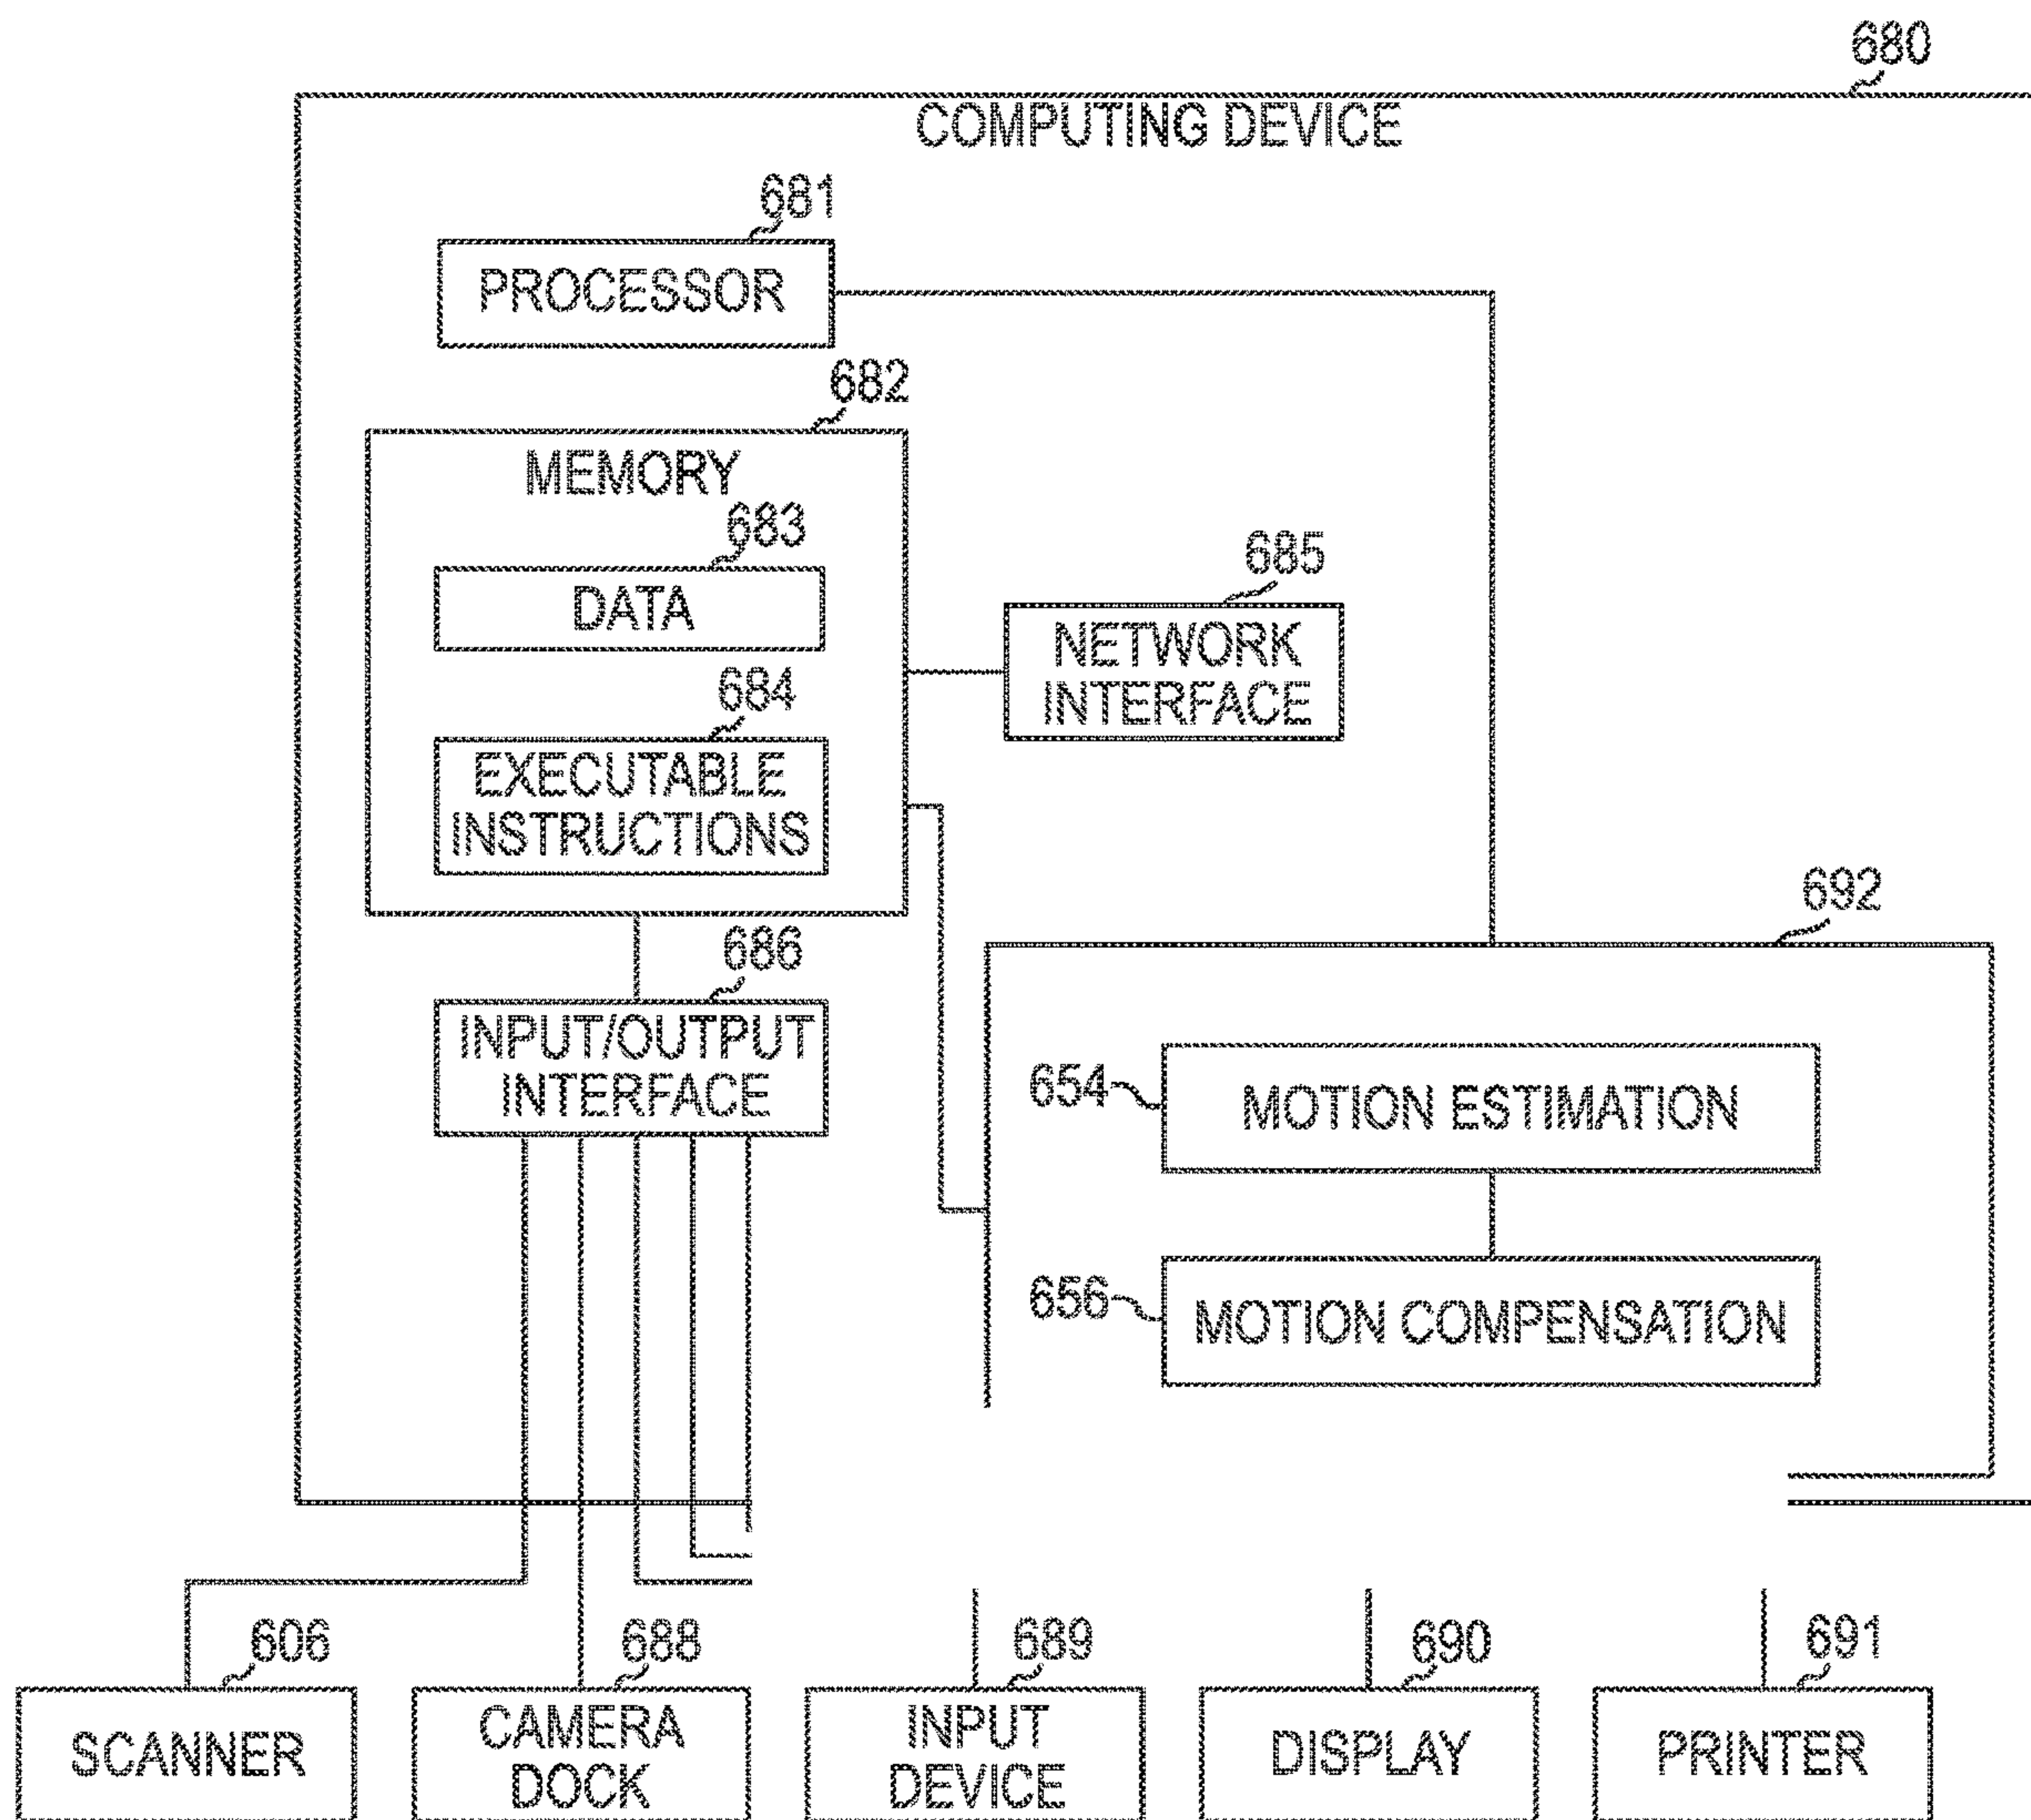 680
COMPUTING DEVICE
681
PROCESSOR
682
MEMORY
683
DATA
684
EXECUTABLE
INSTRUCTIONS
685
NETWORK
INTERFACE
686
INPUT/OUTPUT
INTERFACE
692
654
MOTION ESTIMATION
656
MOTION COMPENSATION
606
SCANNER
688
CAMERA
DOCK
689
INPUT
DEVICE
690
DISPLAY
691
PRINTER